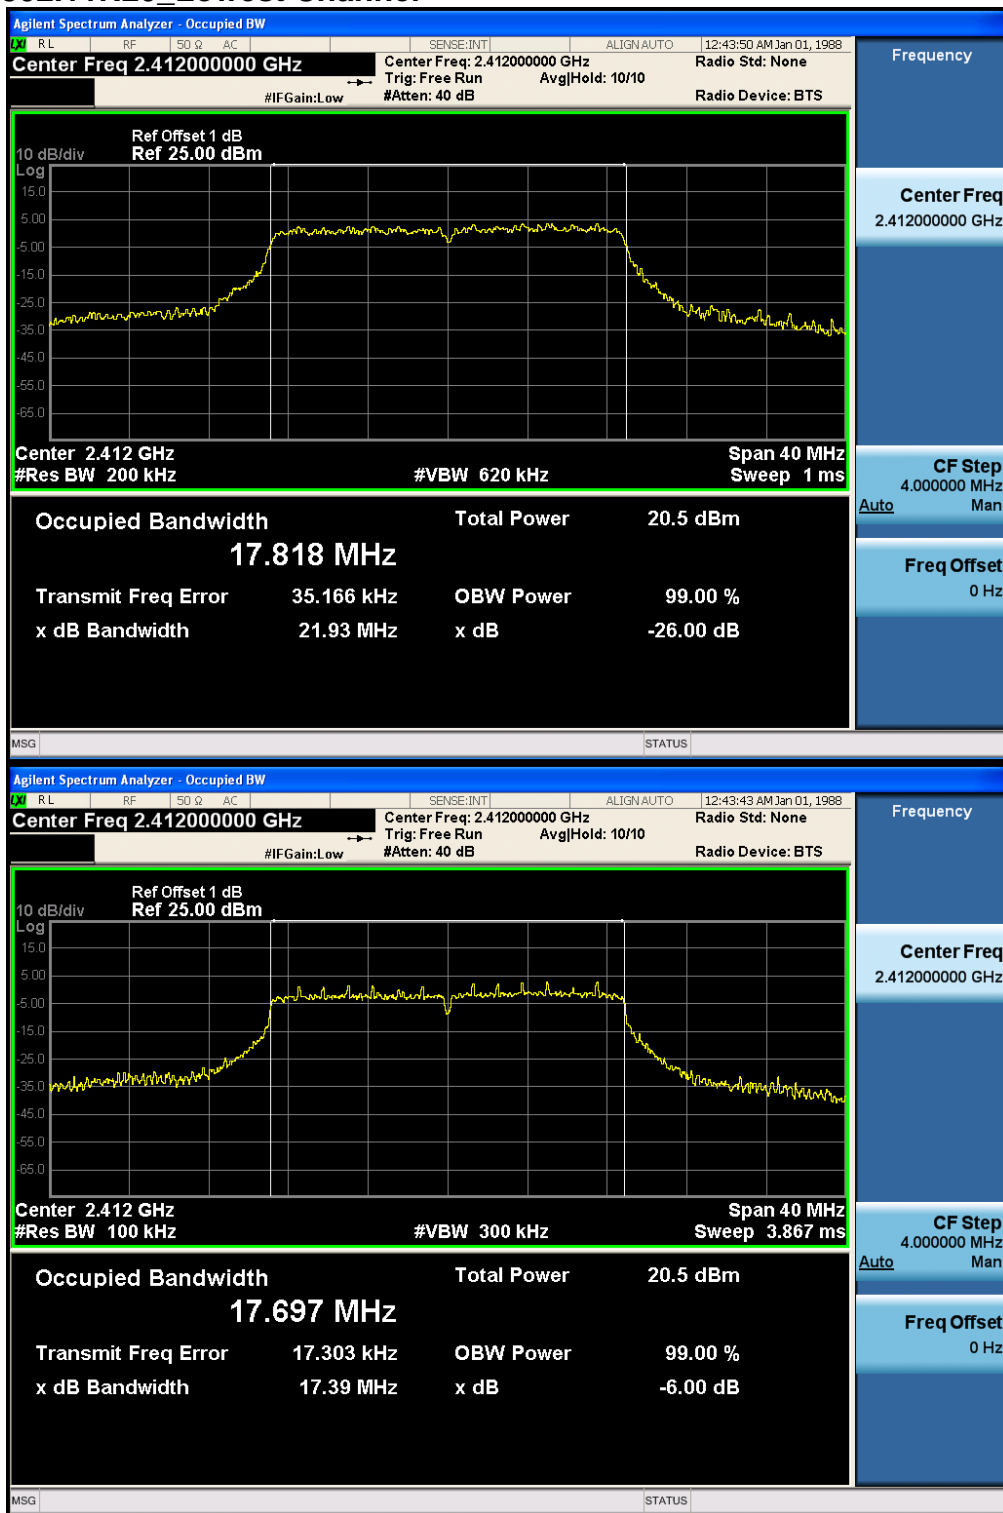 Agilent Spectrum Analyzer - Occupied BW
LXI RL RF 50 Ω AC SENSE:INT ALIGN AUTO 12:43:50 AM Jan 01, 1988
Center Freq 2.412000000 GHz
Center Freq: 2.412000000 GHz
Radio Std: None
Trig: Free Run Avg|Hold: 10/10
#IFGain:Low #Atten: 40 dB Radio Device: BTS
Frequency
Ref Offset 1 dB
10 dB/div Ref 25.00 dBm
Log
15.0
5.00
-5.00
-15.0
-25.0
-35.0
-45.0
-55.0
-65.0
Center Freq
2.412000000 GHz
Center 2.412 GHz Span 40 MHz
#Res BW 200 kHz #VBW 620 kHz Sweep 1 ms
CF Step
4.000000 MHz
Auto Man
Occupied Bandwidth Total Power 20.5 dBm
17.818 MHz
Transmit Freq Error 35.166 kHz OBW Power 99.00 %
x dB Bandwidth 21.93 MHz x dB -26.00 dB
Freq Offset
0 Hz
MSG STATUS
Agilent Spectrum Analyzer - Occupied BW
LXI RL RF 50 Ω AC SENSE:INT ALIGN AUTO 12:43:43 AM Jan 01, 1988
Center Freq 2.412000000 GHz
Center Freq: 2.412000000 GHz
Radio Std: None
Trig: Free Run Avg|Hold: 10/10
#IFGain:Low #Atten: 40 dB Radio Device: BTS
Frequency
Ref Offset 1 dB
10 dB/div Ref 25.00 dBm
Log
15.0
5.00
-5.00
-15.0
-25.0
-35.0
-45.0
-55.0
-65.0
Center Freq
2.412000000 GHz
Center 2.412 GHz Span 40 MHz
#Res BW 100 kHz #VBW 300 kHz Sweep 3.867 ms
CF Step
4.000000 MHz
Auto Man
Occupied Bandwidth Total Power 20.5 dBm
17.697 MHz
Transmit Freq Error 17.303 kHz OBW Power 99.00 %
x dB Bandwidth 17.39 MHz x dB -6.00 dB
Freq Offset
0 Hz
MSG STATUS